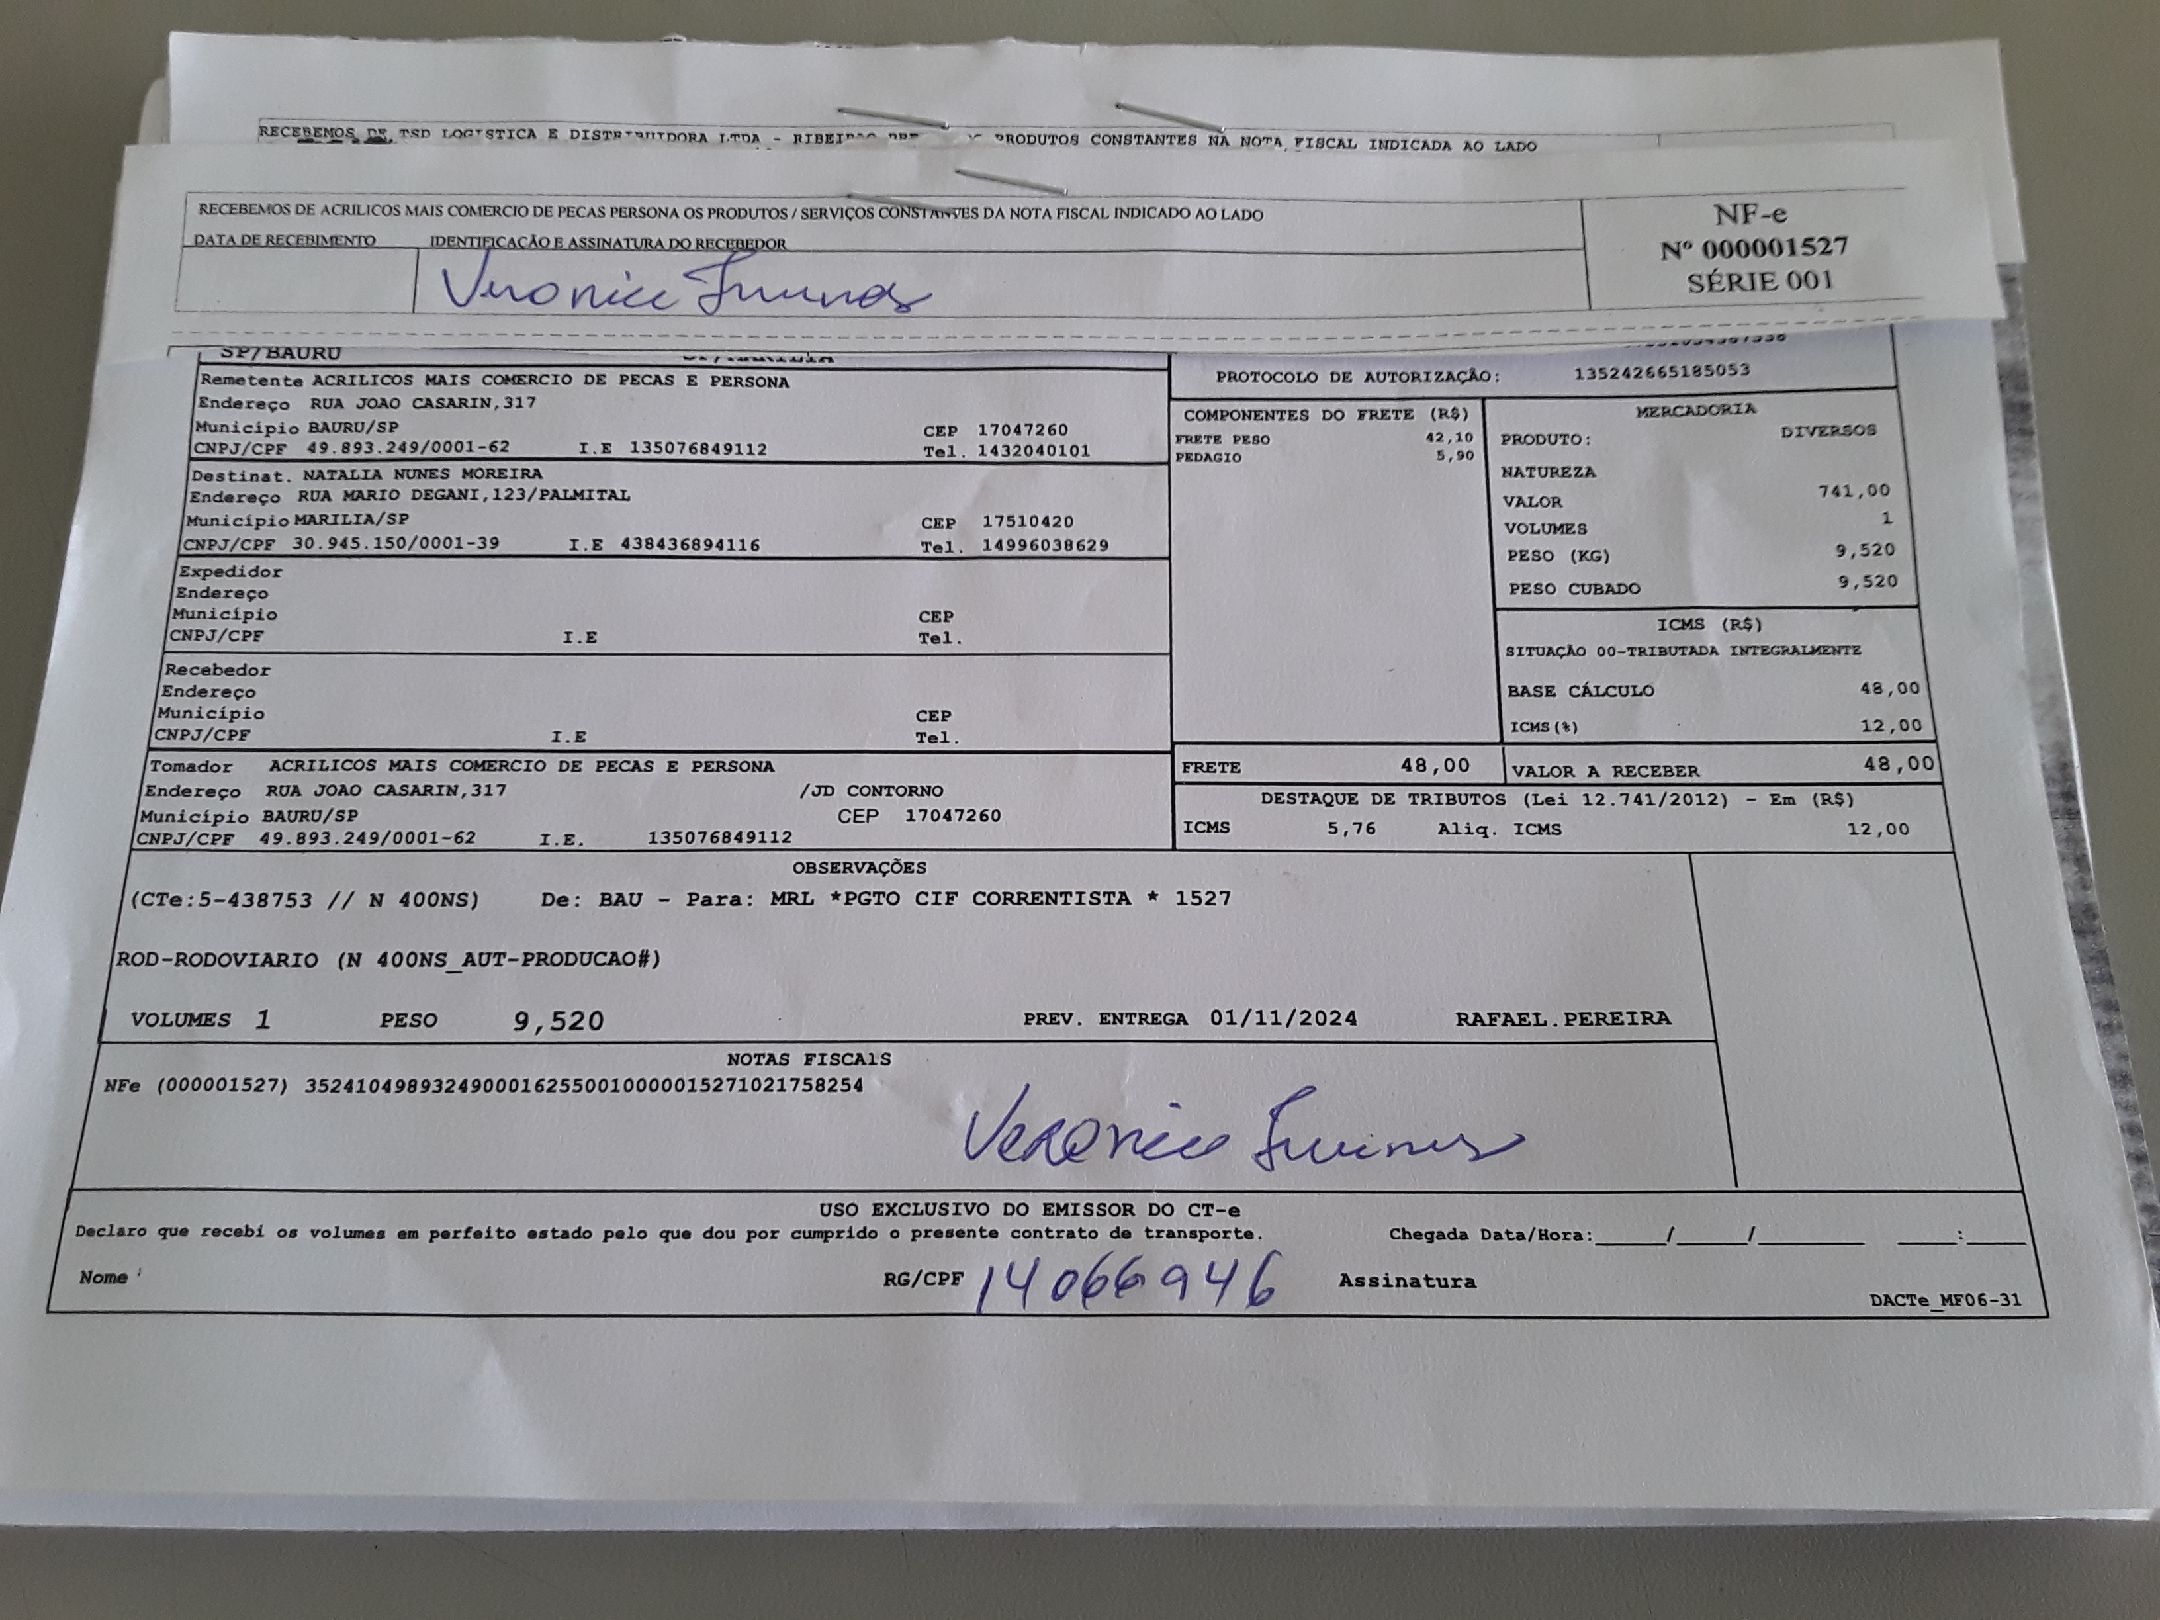 RECEBEMOS DE TSD LOGISTICA E DISTRIBUIDORA LTDA - PRODUTOS CONSTANTES NA NOTA FISCAL INDICADA AO LADO
RECEBEMOS DE ACRILICOS MAIS COMERCIO DE PECAS PERSONA OS PRODUTOS / SERVIÇOS CONSTANTES DA NOTA FISCAL INDICADO AO LADO
DATA DE RECEBIMENTO IDENTIFICAÇÃO E ASSINATURA DO RECEBEDOR
NF-e
Nº 000001527
SÉRIE 001
Veronice
SP/BAURU
PROTOCOLO DE AUTORIZAÇÃO: 135242665185053
Remetente ACRILICOS MAIS COMERCIO DE PECAS E PERSONA
Endereço RUA JOAO CASARIN,317
Município BAURU/SP CEP 17047260
CNPJ/CPF 49.893.249/0001-62 I.E 135076849112 Tel. 1432040101
Destinat. NATALIA NUNES MOREIRA
Endereço RUA MARIO DEGANI,123/PALMITAL
Município MARILIA/SP CEP 17510420
CNPJ/CPF 30.945.150/0001-39 I.E 438436894116 Tel. 14996038629
Expedidor
Endereço
Município CEP
CNPJ/CPF I.E Tel.
Recebedor
Endereço
Município CEP
CNPJ/CPF I.E Tel.
Tomador ACRILICOS MAIS COMERCIO DE PECAS E PERSONA
Endereço RUA JOAO CASARIN,317 /JD CONTORNO
Município BAURU/SP CEP 17047260
CNPJ/CPF 49.893.249/0001-62 I.E. 135076849112
COMPONENTES DO FRETE (R$)
FRETE PESO 42,10
PEDAGIO 5,90
MERCADORIA
PRODUTO: DIVERSOS
NATUREZA
VALOR 741,00
VOLUMES 1
PESO (KG) 9,520
PESO CUBADO 9,520
ICMS (R$)
SITUAÇÃO 00-TRIBUTADA INTEGRALMENTE
BASE CÁLCULO 48,00
ICMS(%) 12,00
FRETE 48,00 VALOR A RECEBER 48,00
DESTAQUE DE TRIBUTOS (Lei 12.741/2012) - Em (R$)
ICMS 5,76 Aliq. ICMS 12,00
OBSERVAÇÕES
(CTe:5-438753 // N 400NS) De: BAU - Para: MRL *PGTO CIF CORRENTISTA * 1527
ROD-RODOVIARIO (N 400NS_AUT-PRODUCAO#)
VOLUMES 1 PESO 9,520 PREV. ENTREGA 01/11/2024 RAFAEL.PEREIRA
NOTAS FISCAIS
NFe (000001527) 35241049893249000162550010000015271021758254
Veronice
USO EXCLUSIVO DO EMISSOR DO CT-e
Declaro que recebi os volumes em perfeito estado pelo que dou por cumprido o presente contrato de transporte. Chegada Data/Hora:_____/_____/________ ____:____
Nome RG/CPF 14066946 Assinatura
DACTe_MF06-31